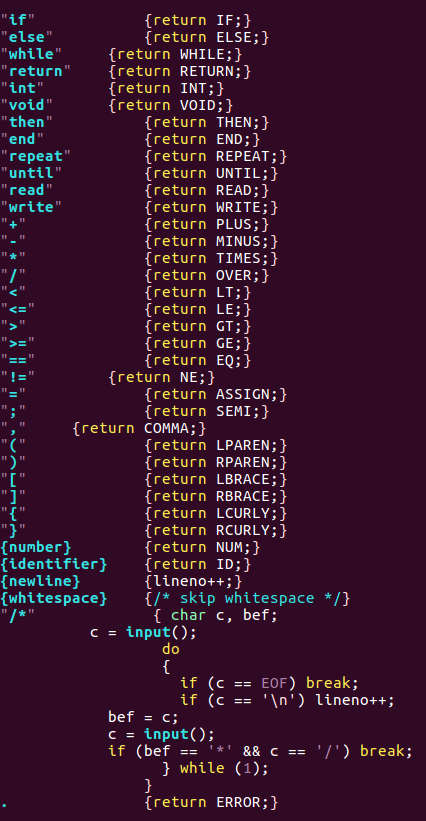 "if" {return IF;}
"else" {return ELSE;}
"while" {return WHILE;}
"return" {return RETURN;}
"int" {return INT;}
"void" {return VOID;}
"then" {return THEN;}
"end" {return END;}
"repeat" {return REPEAT;}
"until" {return UNTIL;}
"read" {return READ;}
"write" {return WRITE;}
"+" {return PLUS;}
"-" {return MINUS;}
"*" {return TIMES;}
"/" {return OVER;}
"<" {return LT;}
"<=" {return LE;}
">" {return GT;}
">=" {return GE;}
"==" {return EQ;}
"!=" {return NE;}
"=" {return ASSIGN;}
";" {return SEMI;}
"," {return COMMA;}
"(" {return LPAREN;}
")" {return RPAREN;}
"[" {return LBRACE;}
"]" {return RBRACE;}
"{" {return LCURLY;}
"}" {return RCURLY;}
{number} {return NUM;}
{identifier} {return ID;}
{newline} {lineno++;}
{whitespace} {/* skip whitespace */}
"/*" { char c, bef;
c = input();
do
{
if (c == EOF) break;
if (c == '\n') lineno++;
bef = c;
c = input();
if (bef == '*' && c == '/') break;
} while (1);
}
. {return ERROR;}